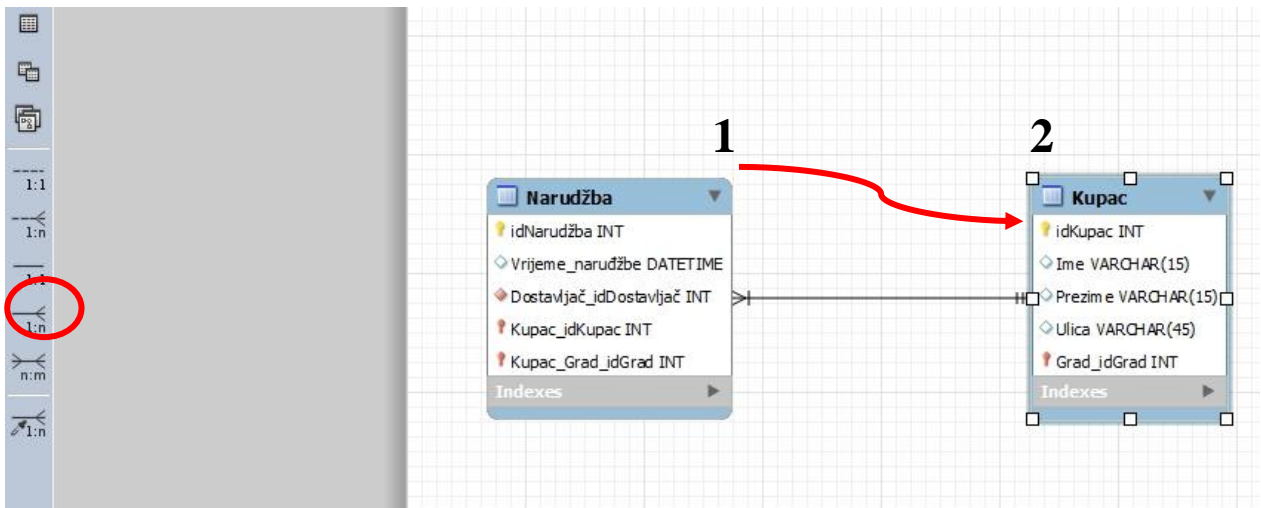 1:1
1:n
1:1
1:n
n:m
1:n
1
2
Narudžba
idNarudžba INT
Vrijeme_naruđžbe DATETIME
Dostavljač_idDostavljač INT
Kupac_idKupac INT
Kupac_Grad_idGrad INT
Indexes
Kupac
idKupac INT
Ime VARCHAR(15)
Prezime VARCHAR(15)
Ulica VARCHAR(45)
Grad_idGrad INT
Indexes